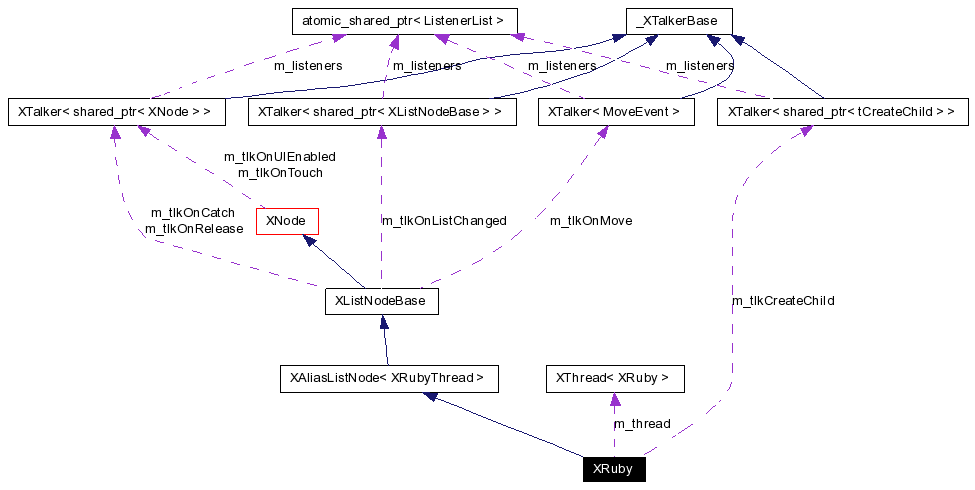 atomic_shared_ptr< ListenerList >
_XTalkerBase
m_listeners
m_listeners
m_listeners
m_listeners
XTalker< shared_ptr< XNode > >
XTalker< shared_ptr< XListNodeBase > >
XTalker< MoveEvent >
XTalker< shared_ptr< tCreateChild > >
m_tlkOnUIEnabled
m_tlkOnTouch
m_tlkOnCatch
m_tlkOnRelease
XNode
m_tlkOnListChanged
m_tlkOnMove
XListNodeBase
m_tlkCreateChild
XAliasListNode< XRubyThread >
XThread< XRuby >
m_thread
XRuby